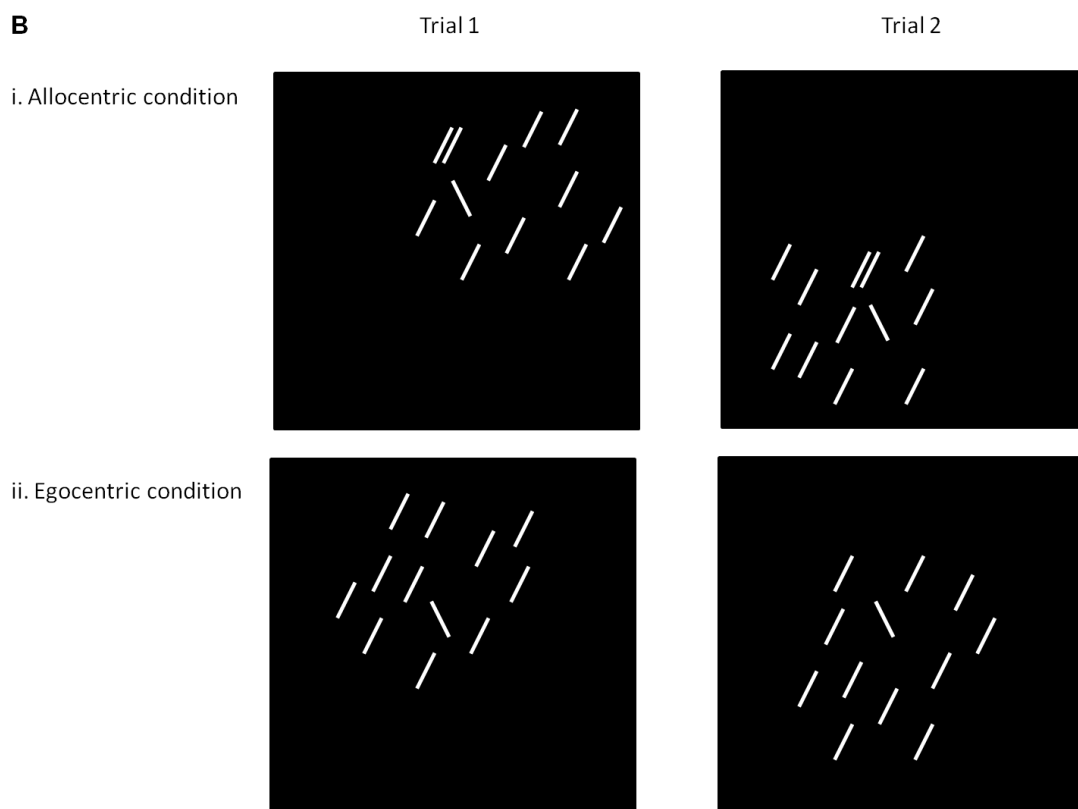 B
Trial 1
Trial 2
i. Allocentric condition
ii. Egocentric condition